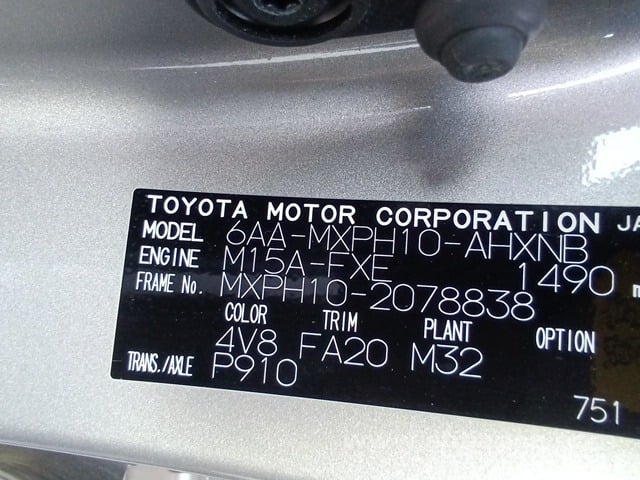 TOYOTA MOTOR CORPORATION JA
MODEL 6AA-MXPH10-AHXNB
ENGINE M15A-FXE 1490 m
FRAME No. MXPH10-2078838
COLOR TRIM PLANT OPTION
4V8 FA20 M32
TRANS./AXLE P910
751